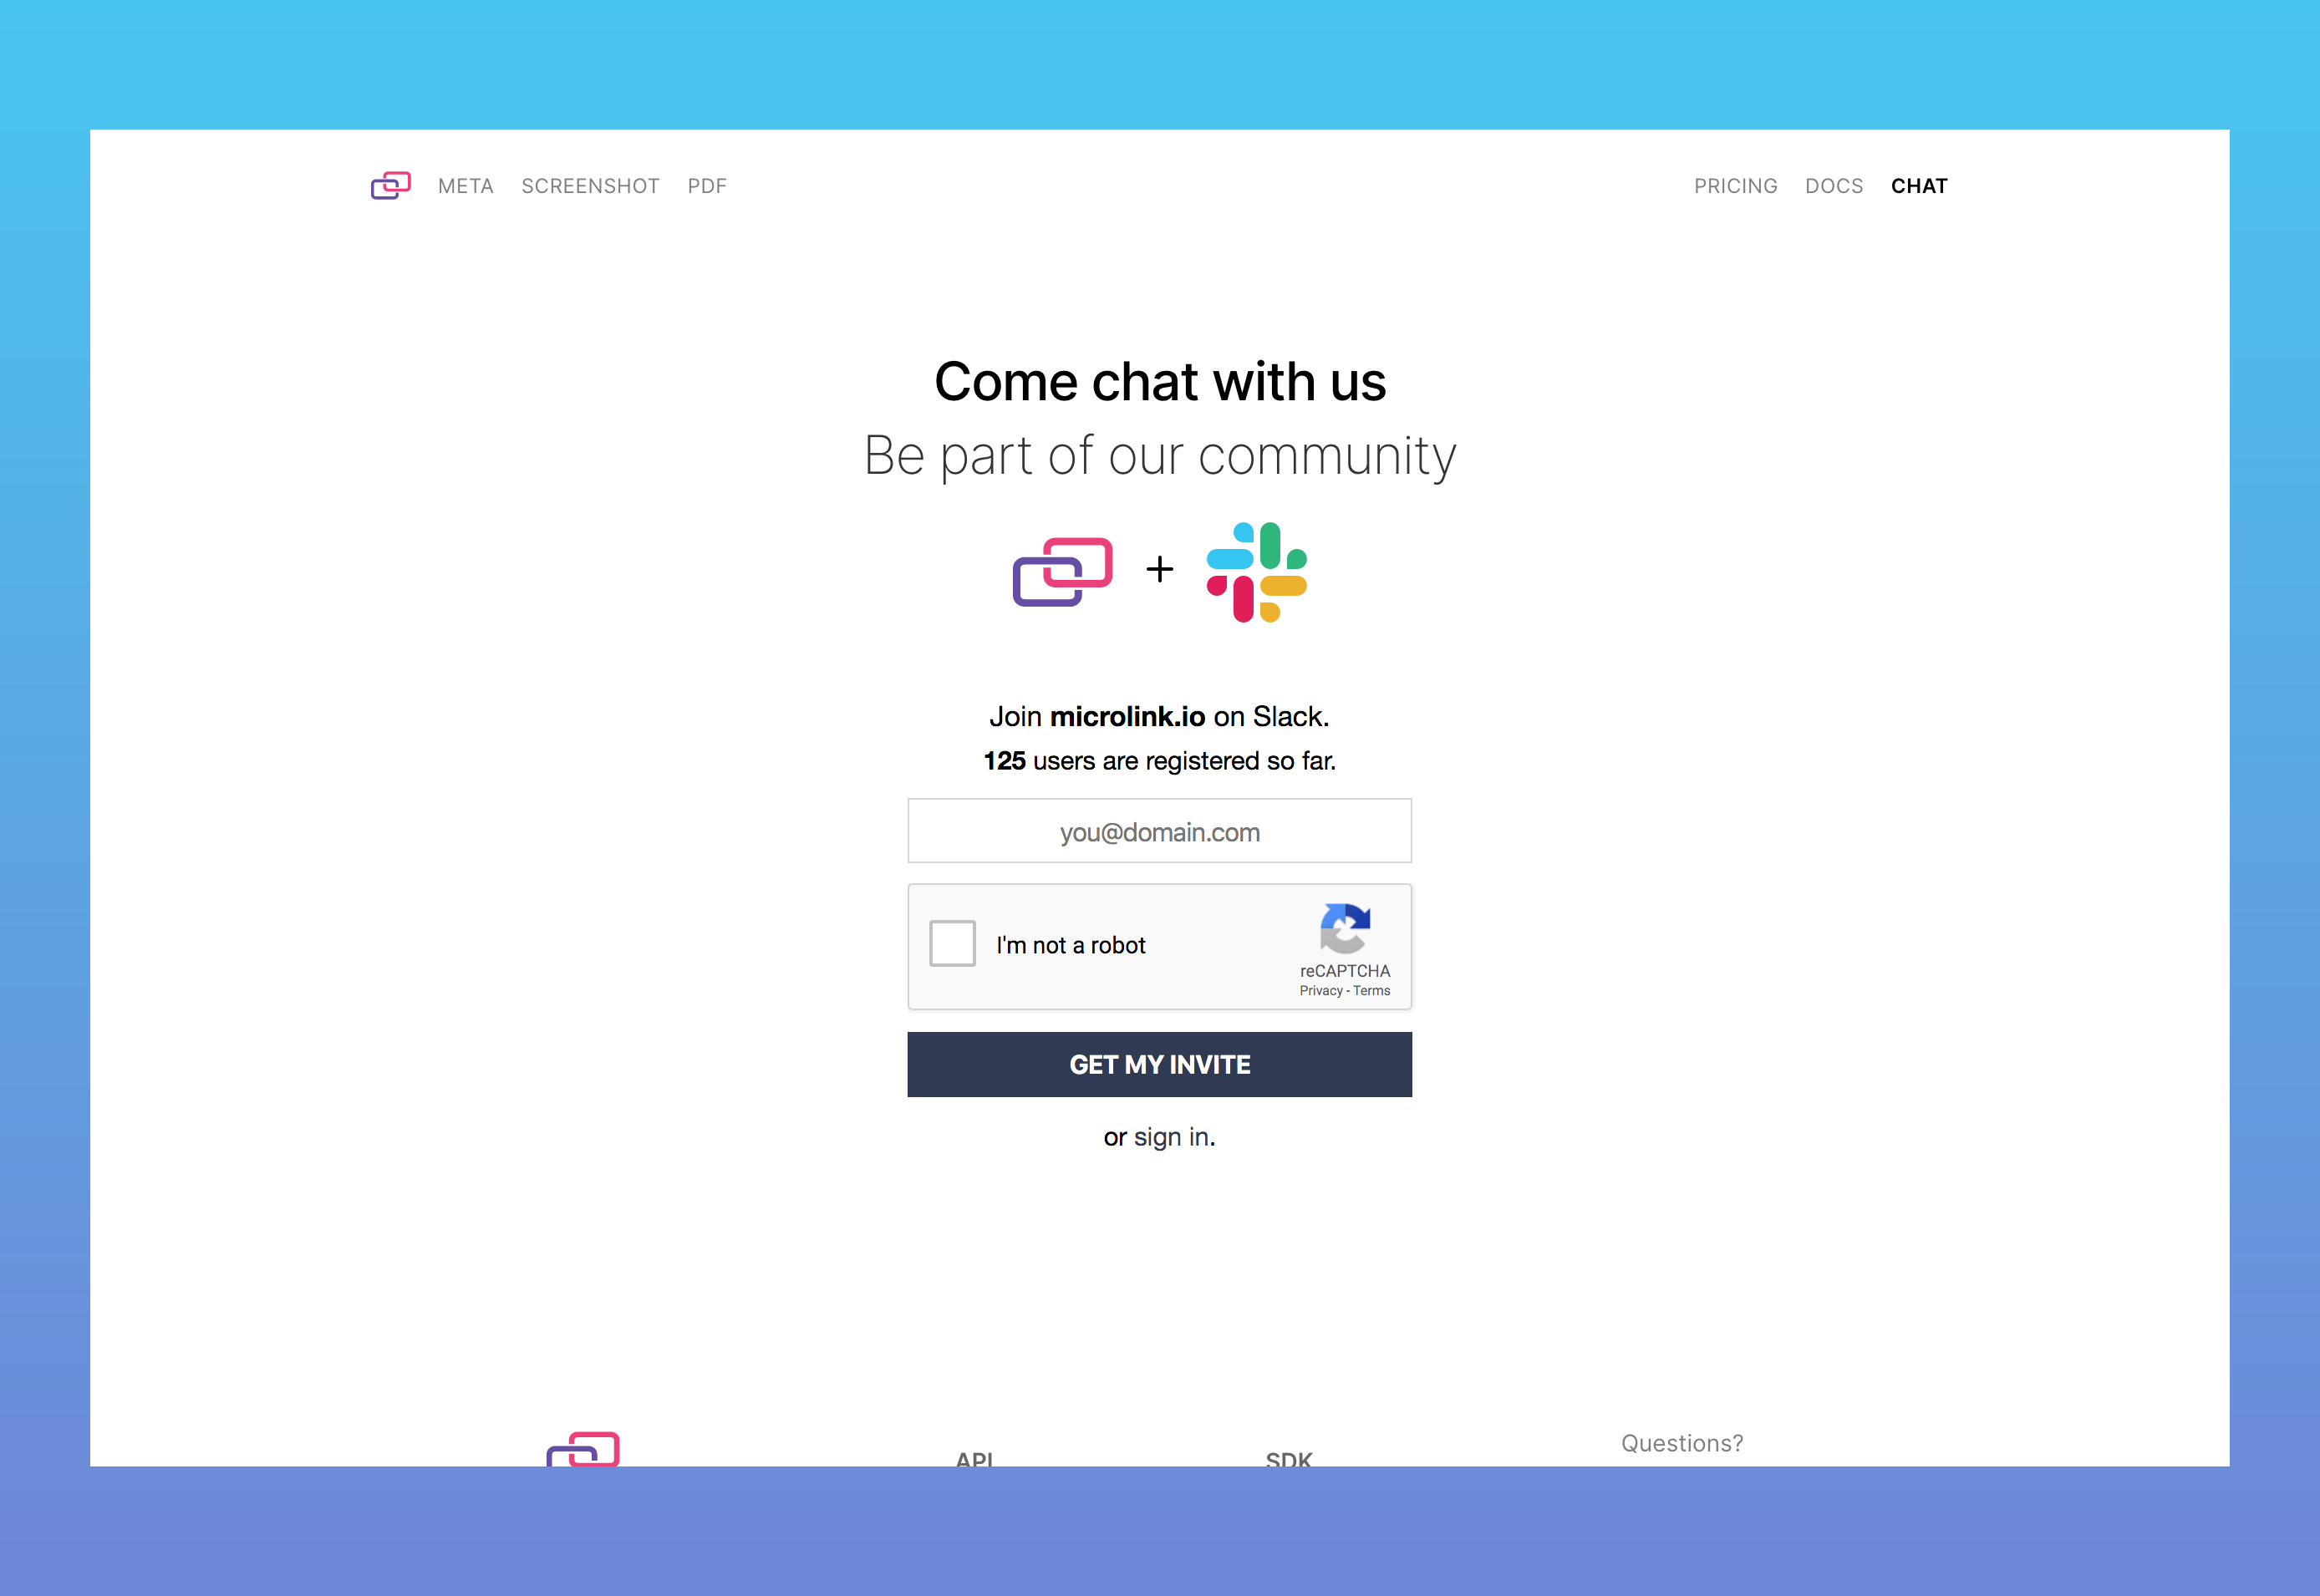 META SCREENSHOT PDF PRICING DOCS CHAT
Come chat with us
Be part of our community
+
Join microlink.io on Slack.
125 users are registered so far.
you@domain.com
I'm not a robot
reCAPTCHA
Privacy - Terms
GET MY INVITE
or sign in.
Questions?
API SDK